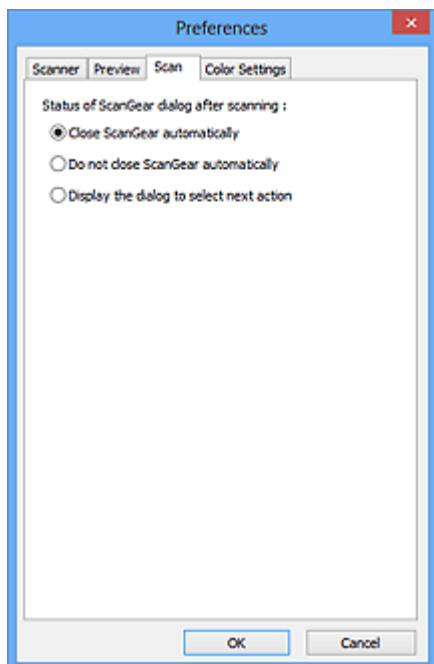 Preferences
Scanner Preview Scan Color Settings
Status of ScanGear dialog after scanning :
Close ScanGear automatically
Do not close ScanGear automatically
Display the dialog to select next action
OK Cancel